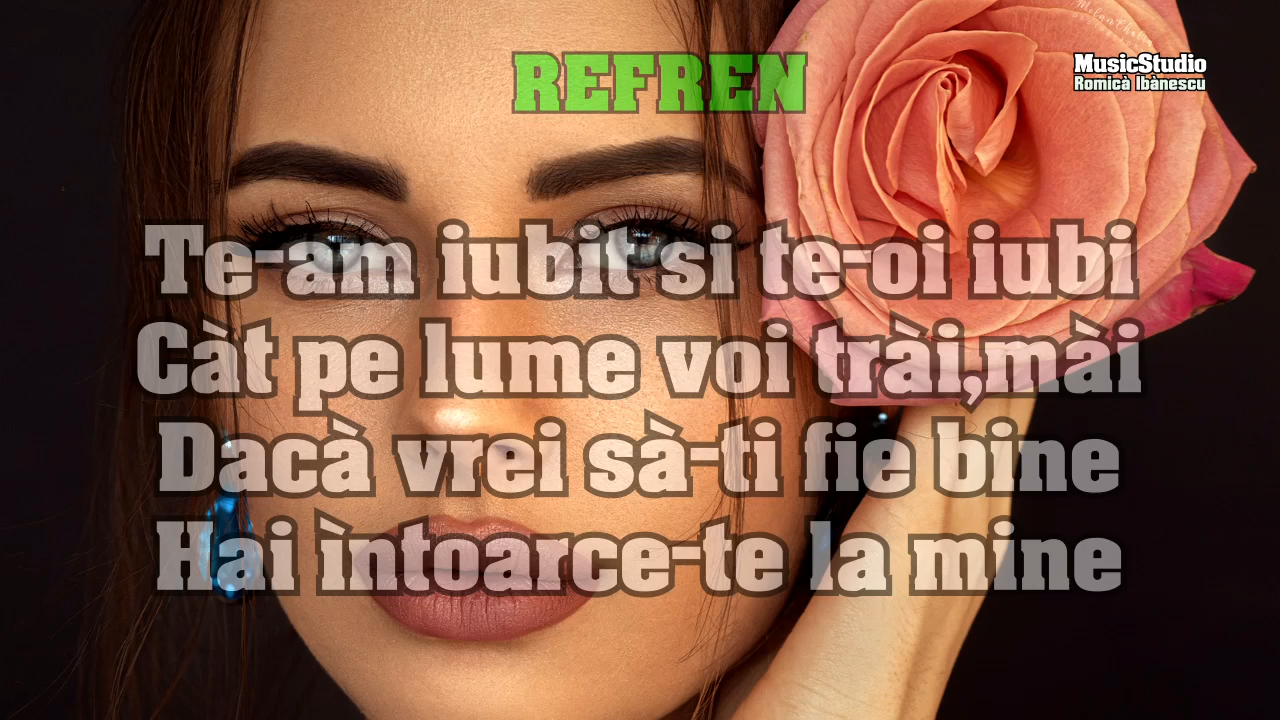 REFREN
MusicStudio
Romicà Ibànescu
Te-am iubit si te-oi iubi
Càt pe lume voi trài,mài
Dacà vrei sà-ti fie bine
Hai ìntoarce-te la mine